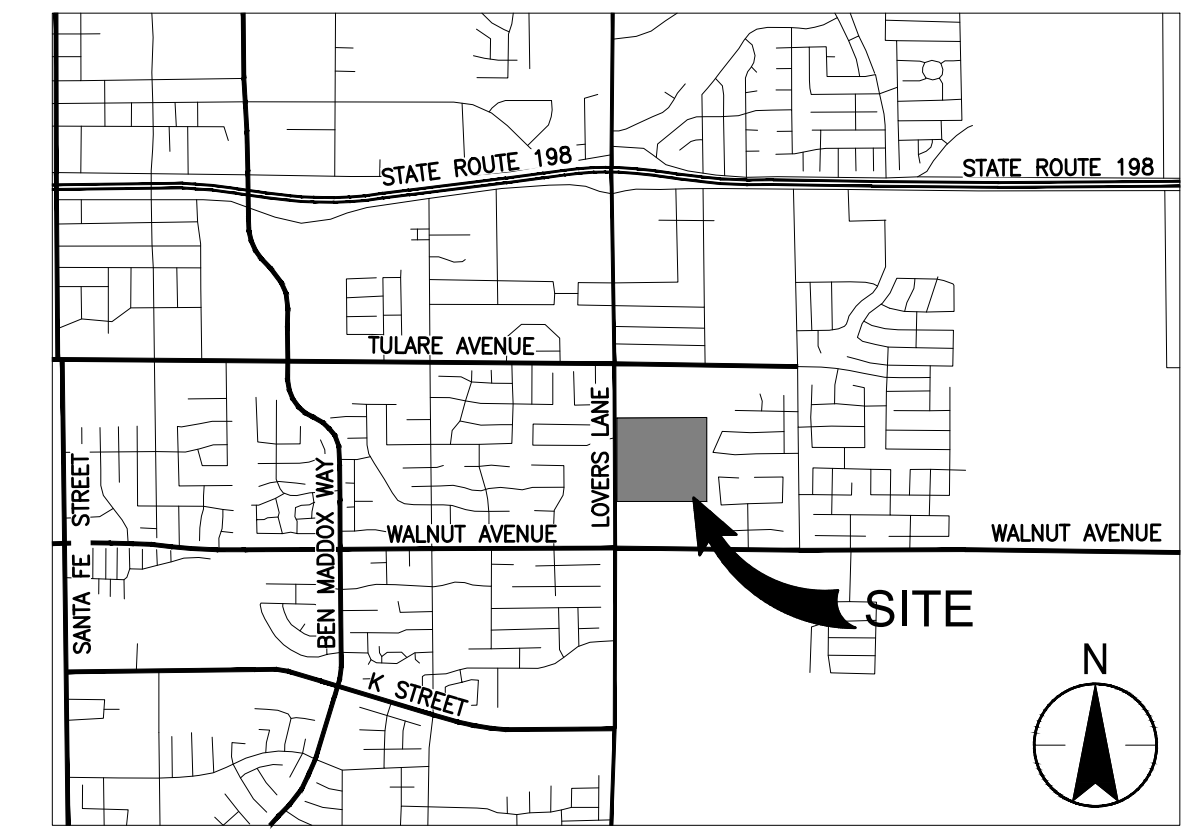 STATE ROUTE 198
STATE ROUTE 198
TULARE AVENUE
LOVERS LANE
SANTA FE STREET
BEN MADDOX WAY
WALNUT AVENUE
WALNUT AVENUE
SITE
K STREET
N